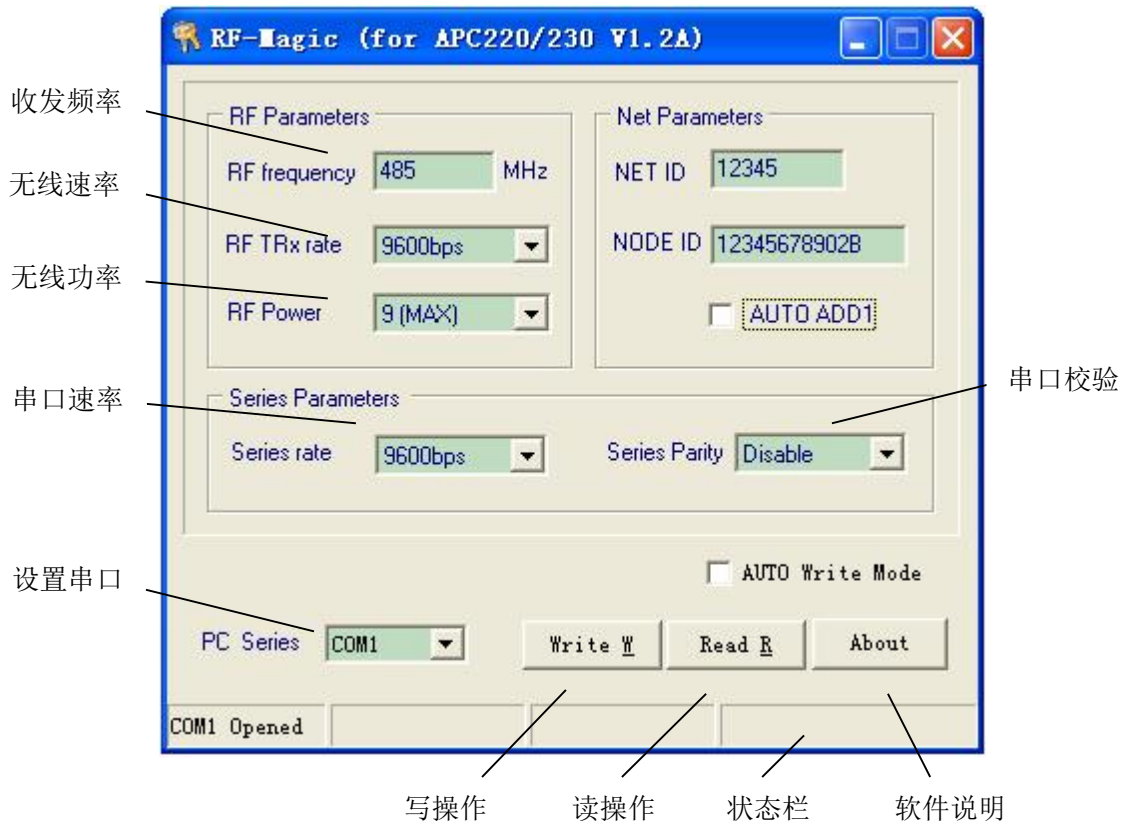 RF-Magic (for APC220/230 V1.2A)
收发频率
RF Parameters
Net Parameters
RF frequency 485 MHz
NET ID 12345
无线速率
RF TRx rate 9600bps
NODE ID 12345678902B
无线功率
RF Power 9 (MAX)
AUTO ADD1
串口校验
串口速率
Series Parameters
Series rate 9600bps
Series Parity Disable
设置串口
AUTO Write Mode
PC Series COM1
Write W
Read R
About
COM1 Opened
写操作
读操作
状态栏
软件说明